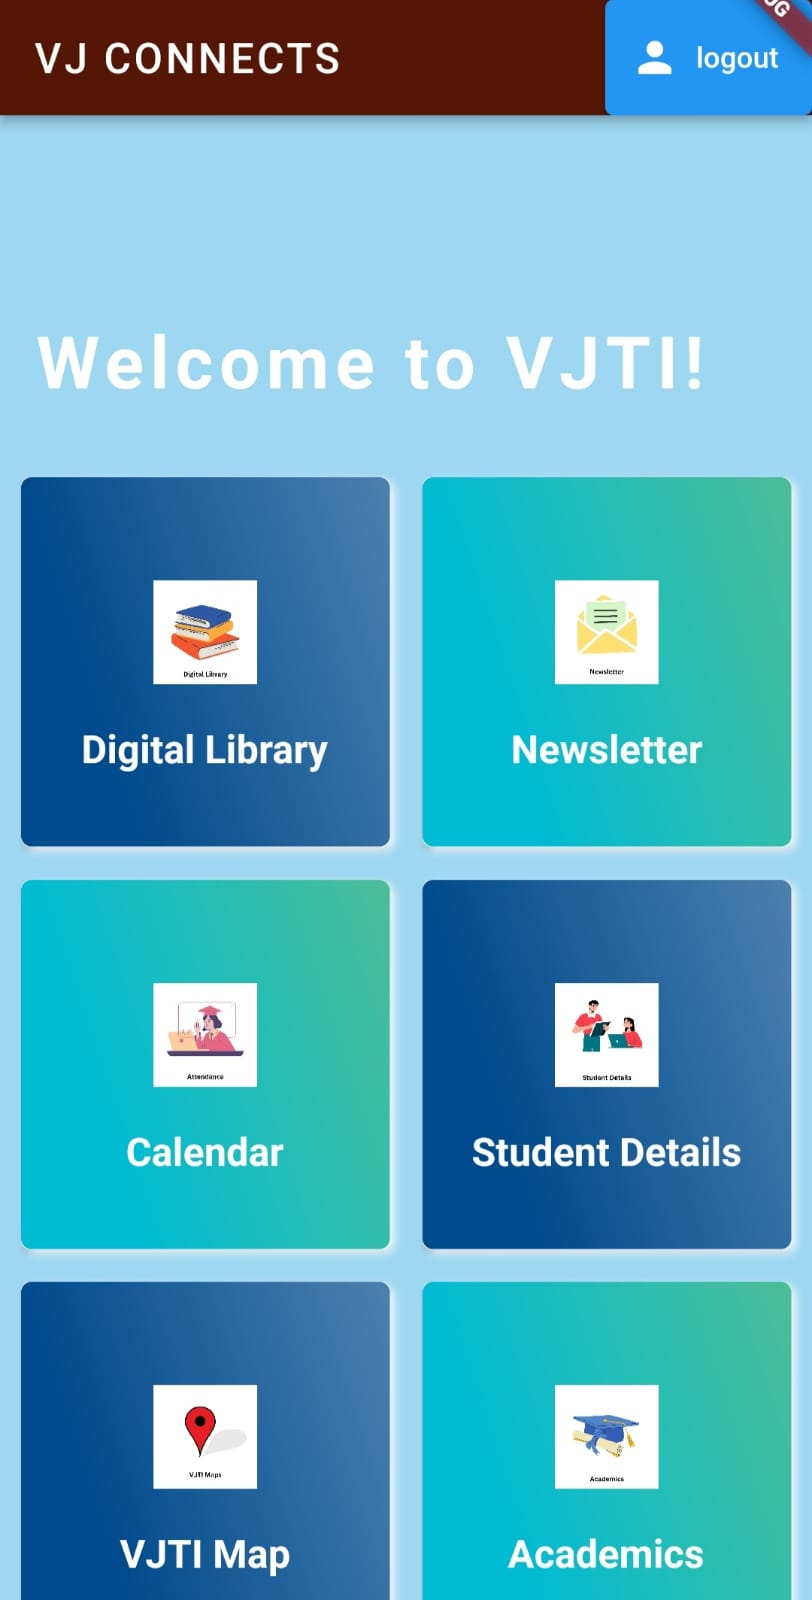 VJ CONNECTS
logout
Welcome to VJTI!
Digital Library
Digital Library
Newsletter
Newsletter
Attendance
Calendar
Student Details
Student Details
VJTI Maps
VJTI Map
Academics
Academics